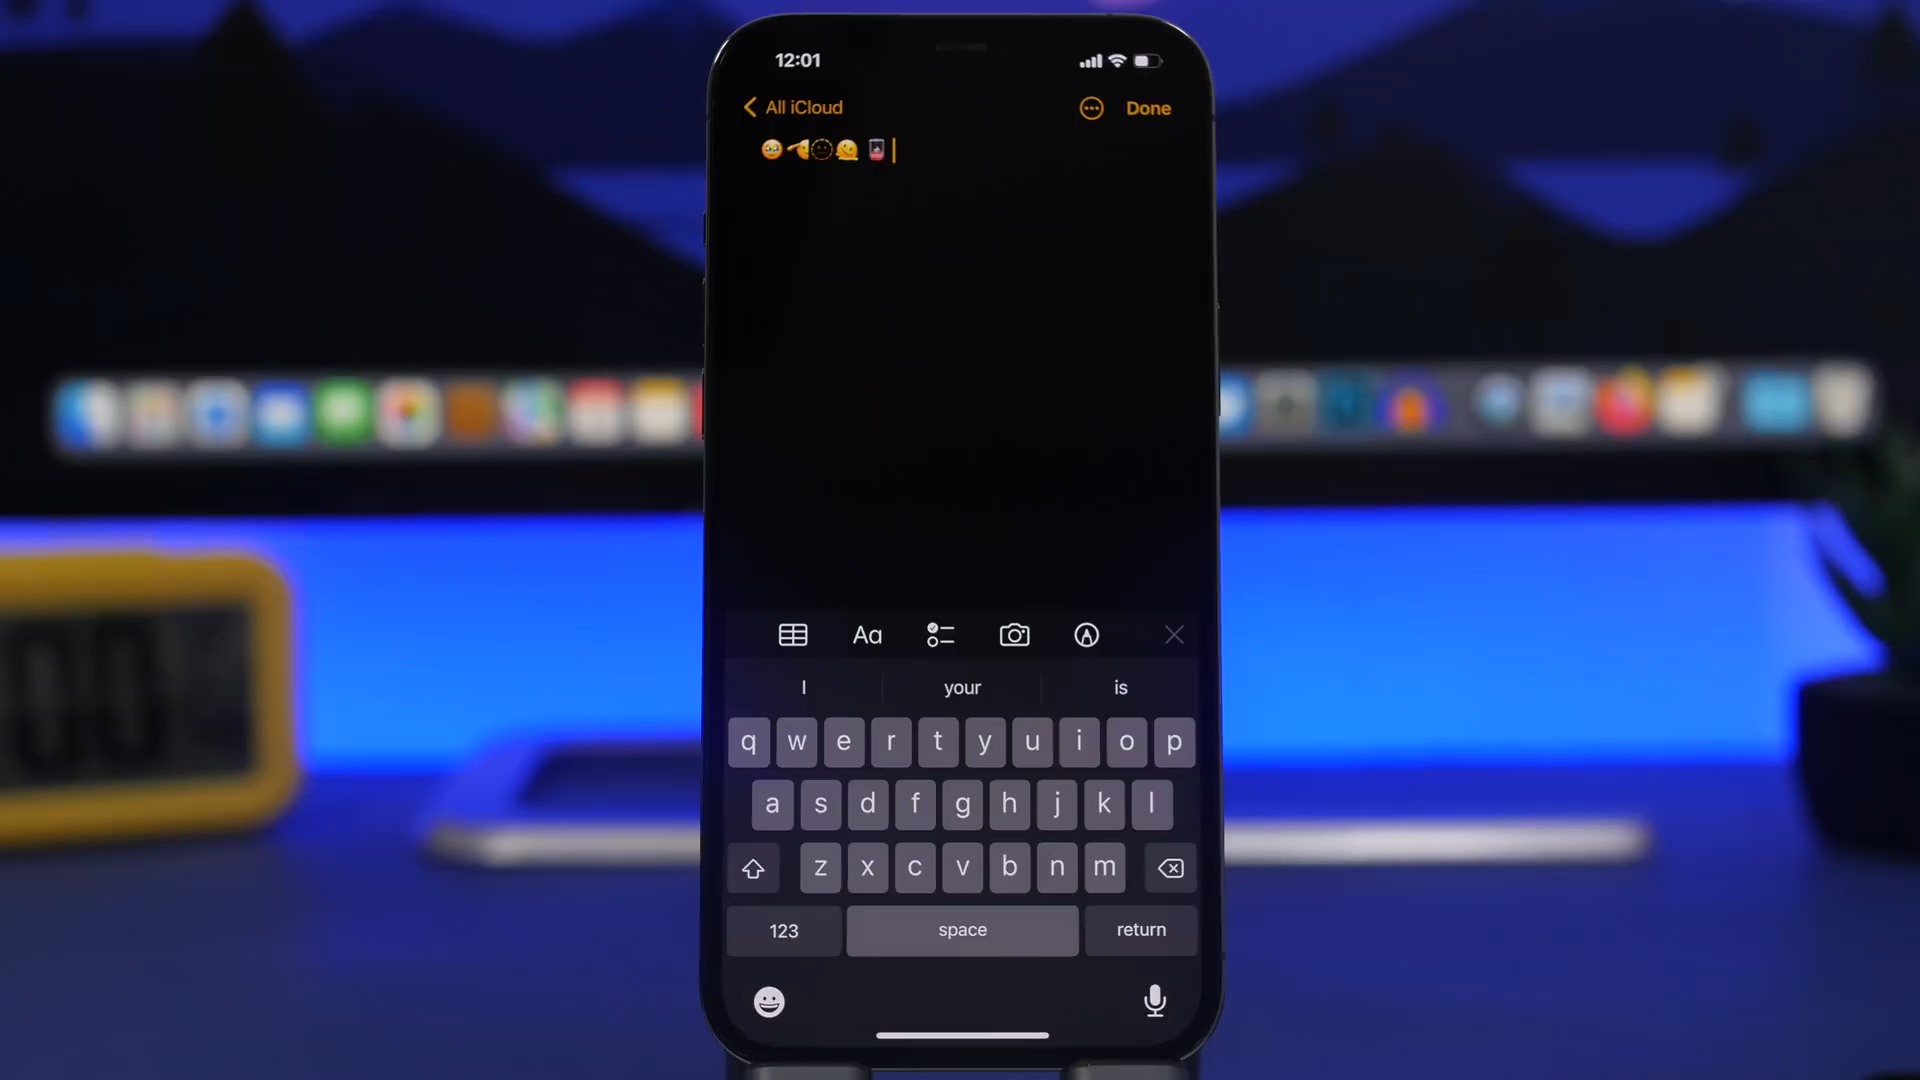 12:01
All iCloud
Done
🥹🫡🫥🫠 🫙
Aa
I your is
q w e r t y u i o p
a s d f g h j k l
z x c v b n m
123 space return